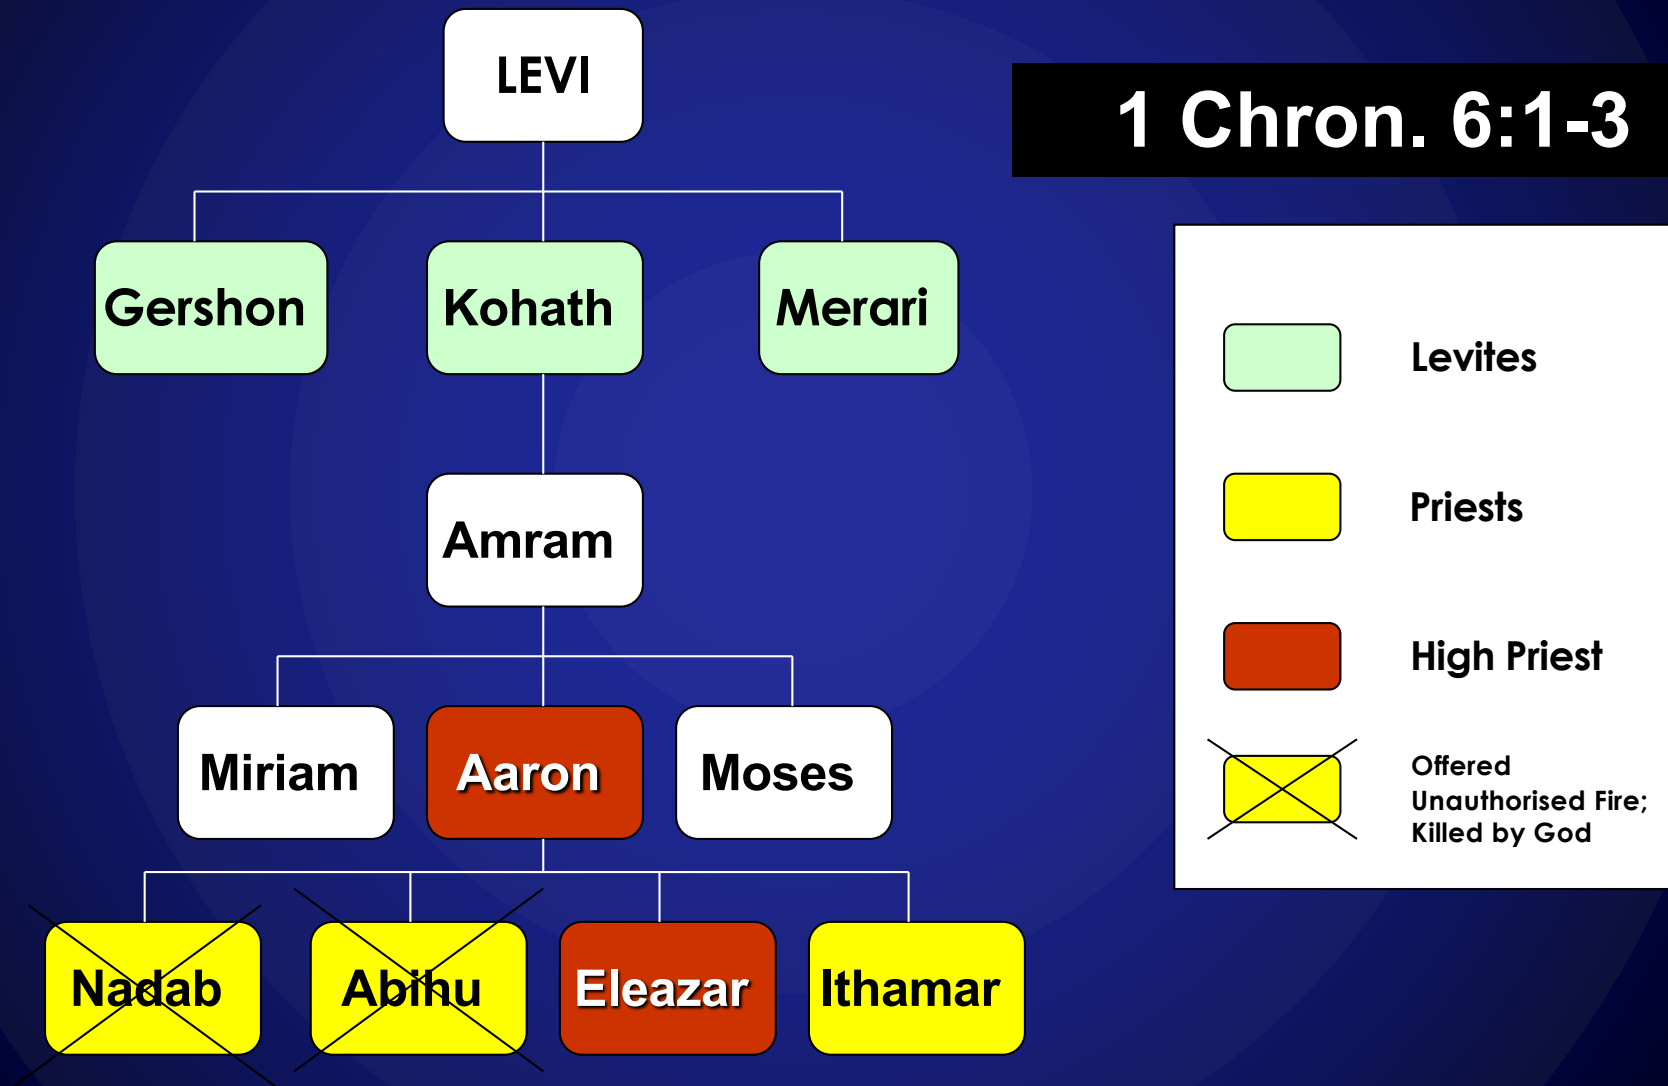 LEVI
1 Chron. 6:1-3
Gershon
Kohath
Merari
Amram
Miriam
Aaron
Moses
Nadab
Abihu
Eleazar
Ithamar
Levites
Priests
High Priest
Offered
Unauthorised Fire;
Killed by God